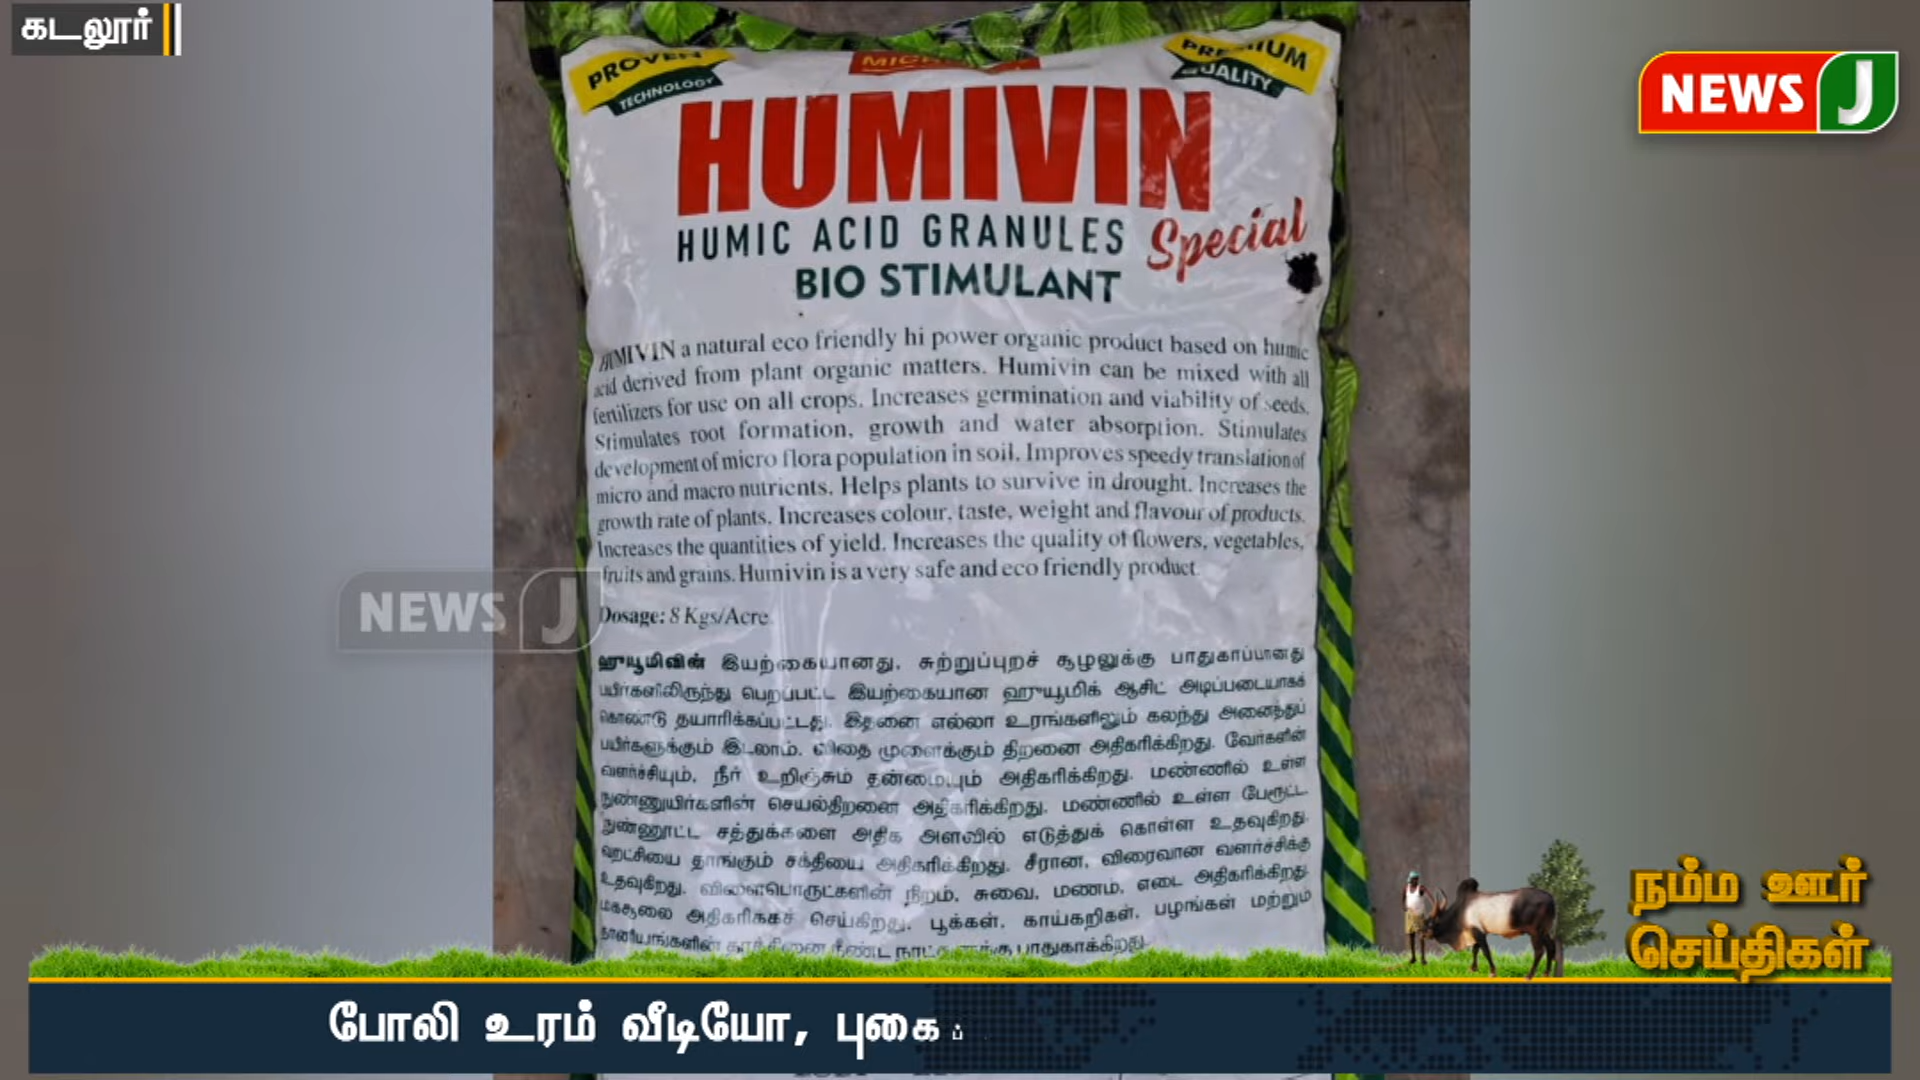 கடலூர்
NEWS J
PROVEN
TECHNOLOGY
PREMIUM
QUALITY
HUMIVIN
HUMIC ACID GRANULES Special
BIO STIMULANT
HUMIVIN a natural eco friendly hi power organic product based on humic
acid derived from plant organic matters. Humivin can be mixed with all
fertilizers for use on all crops. Increases germination and viability of seeds.
Stimulates root formation, growth and water absorption. Stimulates
development of micro flora population in soil. Improves speedy translation of
micro and macro nutrients. Helps plants to survive in drought. Increases the
growth rate of plants. Increases colour, taste, weight and flavour of products.
Increases the quantities of yield. Increases the quality of flowers, vegetables,
fruits and grains. Humivin is a very safe and eco friendly product.
NEWS J
Dosage: 8 Kgs/Acre
ஹுயூமிவின் இயற்கையானது, சுற்றுப்புறச் சூழலுக்கு பாதுகாப்பானது
பயிர்களிலிருந்து பெறப்பட்ட இயற்கையான ஹுயூமிக் ஆசிட் அடிப்படையாகக்
கொண்டு தயாரிக்கப்பட்டது. இதனை எல்லா உரங்களிலும் கலந்து அனைத்துப்
பயிர்களுக்கும் இடலாம். விதை முளைக்கும் திறனை அதிகரிக்கிறது. வேர்களின்
வளர்ச்சியும், நீர் உறிஞ்சும் தன்மையும் அதிகரிக்கிறது. மண்ணில் உள்ள
நுண்ணுயிர்களின் செயல்திறனை அதிகரிக்கிறது. மண்ணில் உள்ள பேரூட்ட
நுண்ணூட்ட சத்துக்களை அதிக அளவில் எடுத்துக் கொள்ள உதவுகிறது.
தாங்கும் சக்தியை அதிகரிக்கிறது. சீரான, விரைவான வளர்ச்சிக்கு
உதவுகிறது. விளைபொருட்களின் நிறம், சுவை, மணம், எடை அதிகரிக்கிறது.
மகசூலை அதிகரிக்கச் செய்கிறது. பூக்கள், காய்கறிகள், பழங்கள் மற்றும்
தானியங்களின் நீண்ட நாட்களுக்கு பாதுகாக்கிறது.
நம்ம ஊர்
செய்திகள்
போலி உரம் வீடியோ, புகைப்